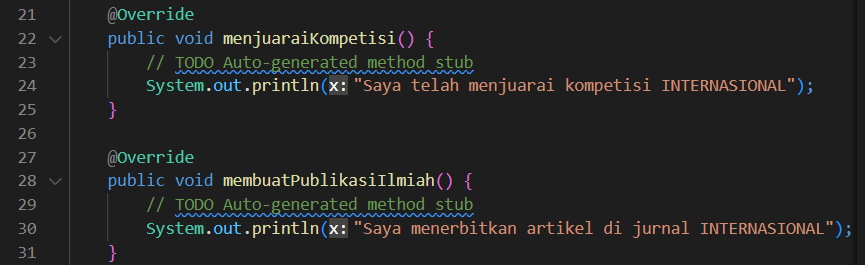 21 @Override
22 public void menjuaraiKompetisi() {
23 // TODO Auto-generated method stub
24 System.out.println(x: "Saya telah menjuarai kompetisi INTERNASIONAL");
25 }
26
27 @Override
28 public void membuatPublikasiIlmiah() {
29 // TODO Auto-generated method stub
30 System.out.println(x: "Saya menerbitkan artikel di jurnal INTERNASIONAL");
31 }